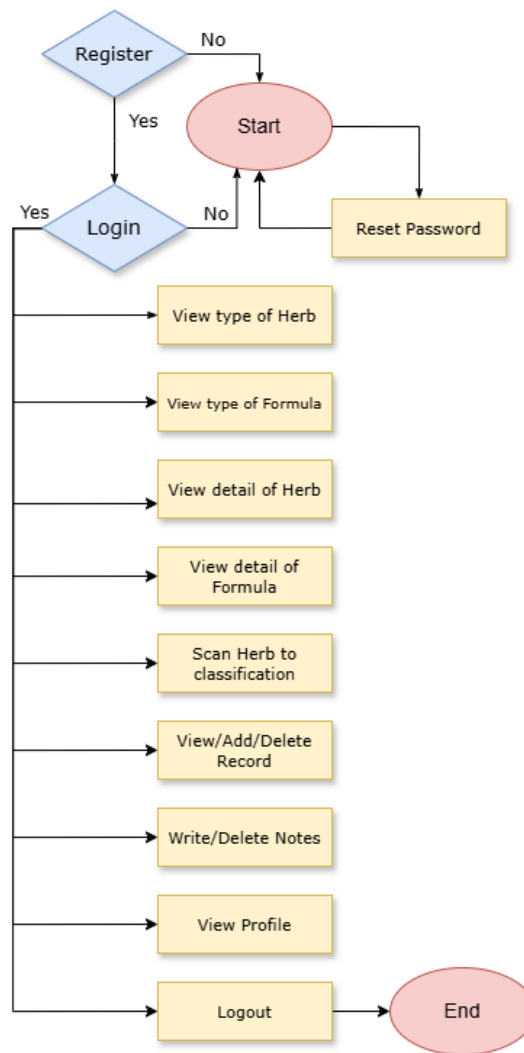 Register
No
Start
Yes
Yes
Login
No
Reset Password
View type of Herb
View type of Formula
View detail of Herb
View detail of
Formula
Scan Herb to
classification
View/Add/Delete
Record
Write/Delete Notes
View Profile
Logout
End